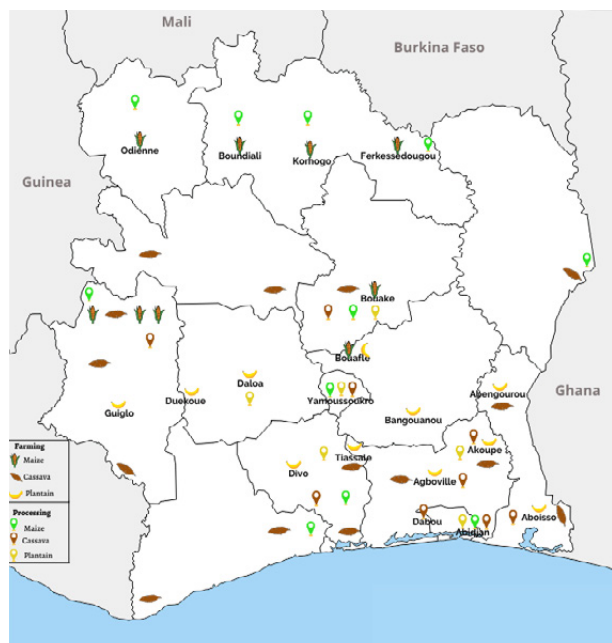 Mali
Burkina Faso
Odienne
Boundiali
Korhogo
Ferkessedougou
Guinea
Bouake
Bouafle
Daloa
Duekoue
Guiglo
Yamoussoukro
Bangouanou
Abengourou
Ghana
Farming
Maize
Cassava
Plantain
Processing
Maize
Cassava
Plantain
Tiassale
Divo
Akoupe
Agboville
Dabou
Abidjan
Aboisso